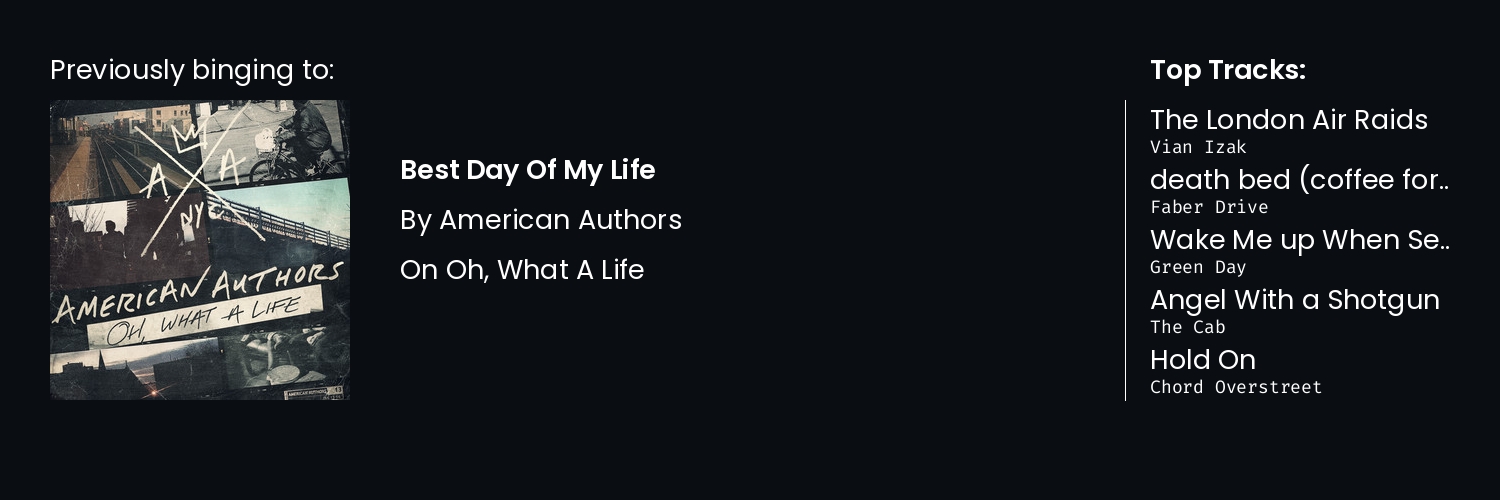 Previously binging to:
A A
NYC
AMERICAN AUTHORS
OH, WHAT A LIFE
Best Day Of My Life
By American Authors
On Oh, What A Life
Top Tracks:
The London Air Raids
Vian Izak
death bed (coffee for..
Faber Drive
Wake Me up When Se..
Green Day
Angel With a Shotgun
The Cab
Hold On
Chord Overstreet